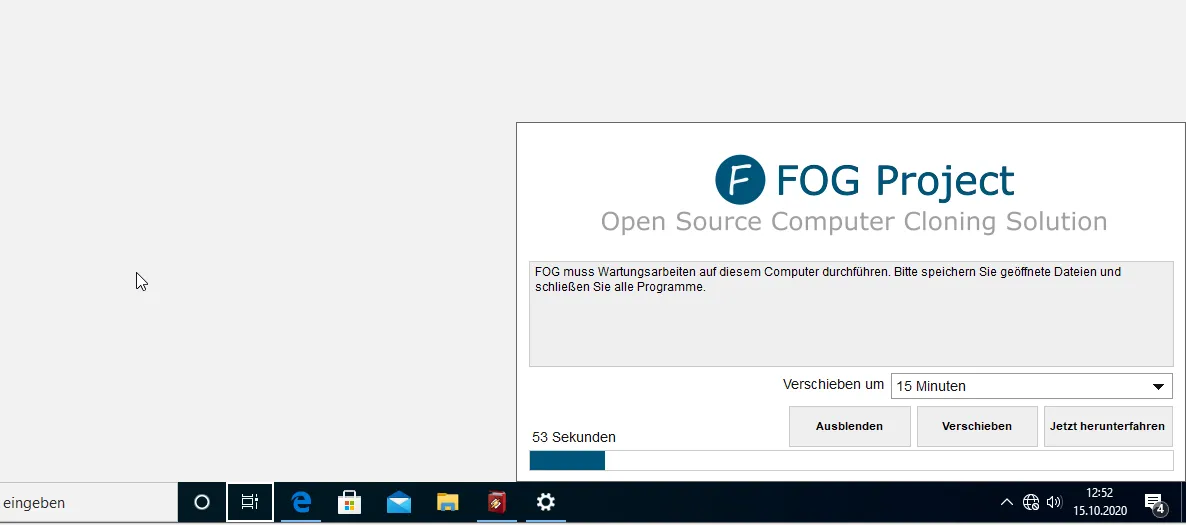 F FOG Project
Open Source Computer Cloning Solution
FOG muss Wartungsarbeiten auf diesem Computer durchführen. Bitte speichern Sie geöffnete Dateien und
schließen Sie alle Programme.
Verschieben um 15 Minuten
Ausblenden Verschieben Jetzt herunterfahren
53 Sekunden
eingeben
12:52
15.10.2020
4